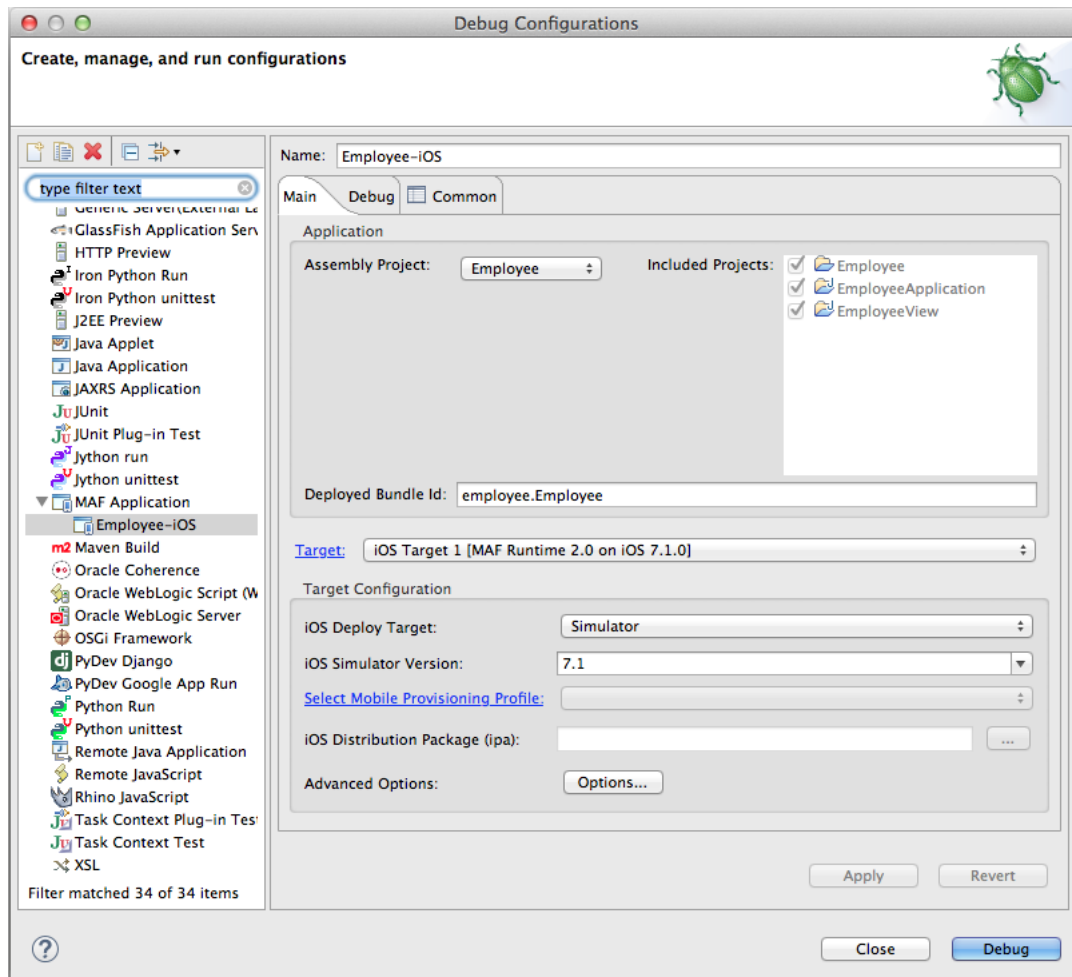 Debug Configurations
Create, manage, and run configurations
type filter text
Generic Server(External La
GlassFish Application Serv
HTTP Preview
Iron Python Run
Iron Python unittest
J2EE Preview
Java Applet
Java Application
JAXRS Application
JUnit
JUnit Plug-in Test
Jython run
Jython unittest
MAF Application
Employee-iOS
Maven Build
Oracle Coherence
Oracle WebLogic Script (W
Oracle WebLogic Server
OSGi Framework
PyDev Django
PyDev Google App Run
Python Run
Python unittest
Remote Java Application
Remote JavaScript
Rhino JavaScript
Task Context Plug-in Test
Task Context Test
XSL
Filter matched 34 of 34 items
Name: Employee-iOS
Main Debug Common
Application
Assembly Project: Employee Included Projects: Employee
EmployeeApplication
EmployeeView
Deployed Bundle Id: employee.Employee
Target: iOS Target 1 [MAF Runtime 2.0 on iOS 7.1.0]
Target Configuration
iOS Deploy Target: Simulator
iOS Simulator Version: 7.1
Select Mobile Provisioning Profile:
iOS Distribution Package (ipa): ...
Advanced Options: Options...
Apply Revert
? Close Debug